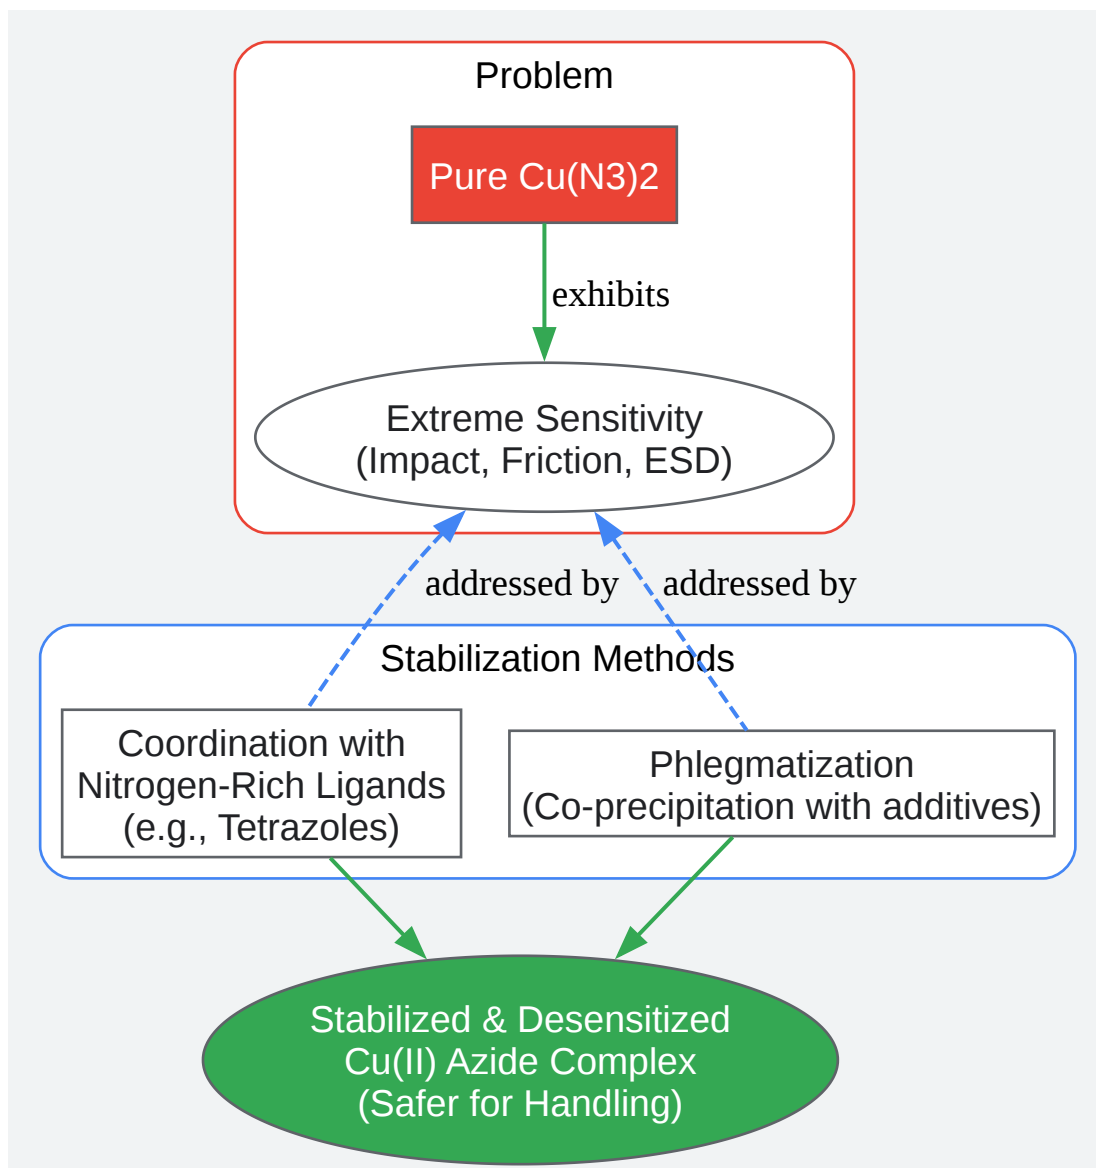 Problem
Pure Cu(N3)2
exhibits
Extreme Sensitivity
(Impact, Friction, ESD)
addressed by
addressed by
Stabilization Methods
Coordination with
Nitrogen-Rich Ligands
(e.g., Tetrazoles)
Phlegmatization
(Co-precipitation with additives)
Stabilized & Desensitized
Cu(II) Azide Complex
(Safer for Handling)